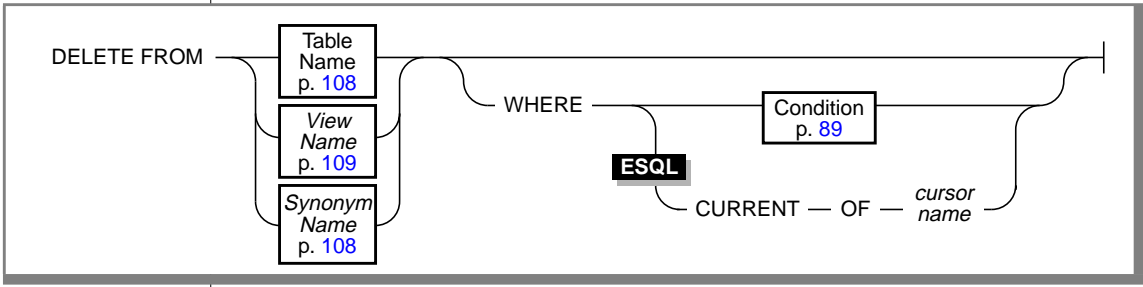 DELETE FROM
Table
Name
p. 108
View
Name
p. 109
Synonym
Name
p. 108
WHERE
Condition
p. 89
ESQL
CURRENT OF cursor
name